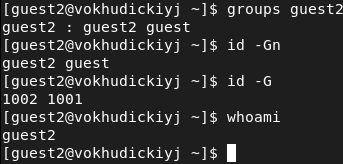 [guest2@vokhudickiyj ~]$ groups guest2
guest2 : guest2 guest
[guest2@vokhudickiyj ~]$ id -Gn
guest2 guest
[guest2@vokhudickiyj ~]$ id -G
1002 1001
[guest2@vokhudickiyj ~]$ whoami
guest2
[guest2@vokhudickiyj ~]$